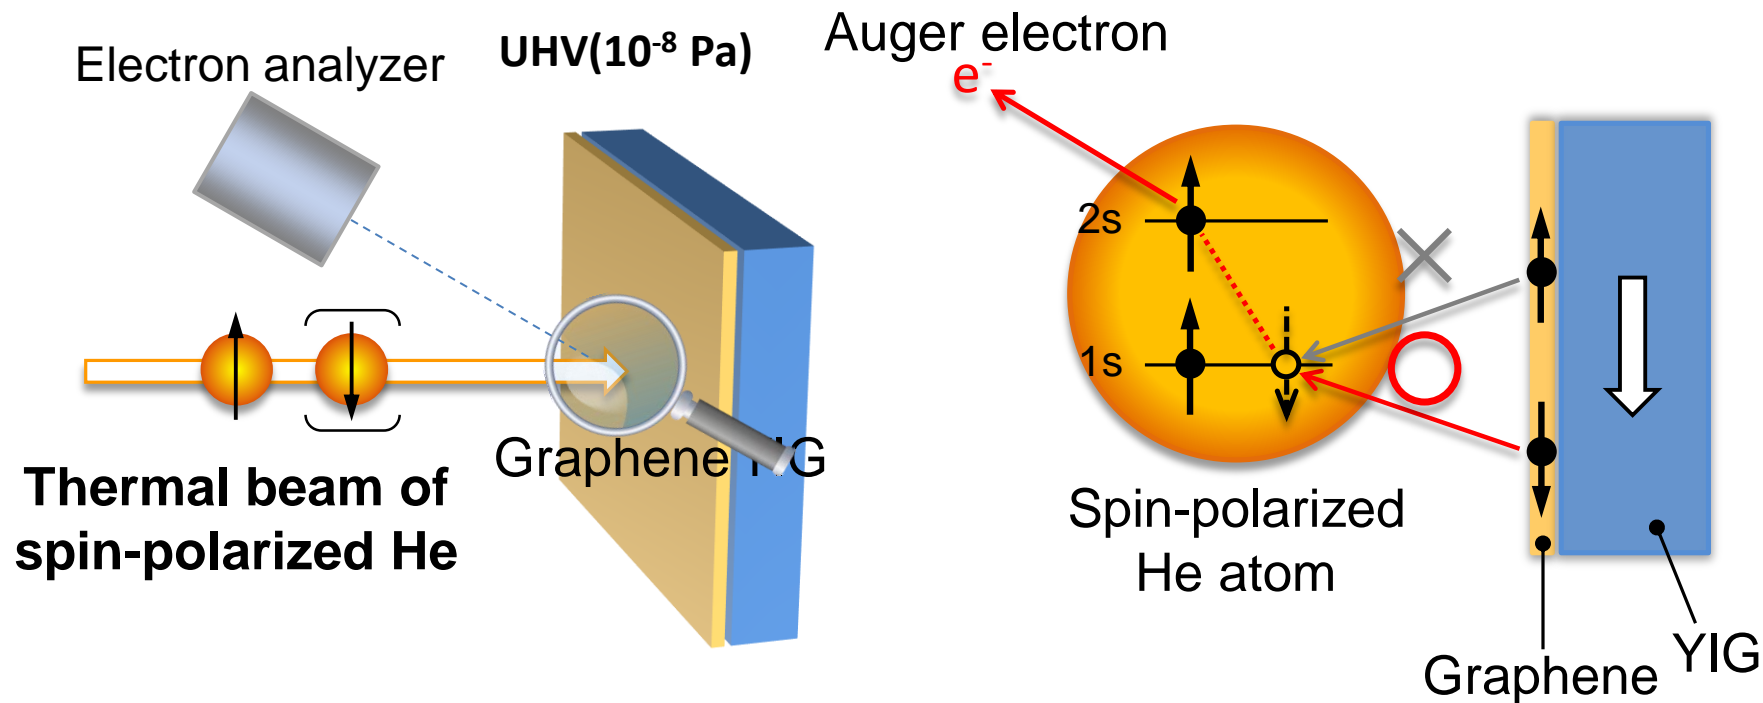 Electron analyzer
UHV(10⁻⁸ Pa)
Graphene YIG
Thermal beam of
spin-polarized He
Auger electron
e⁻
2s
1s
Spin-polarized
He atom
Graphene
YIG